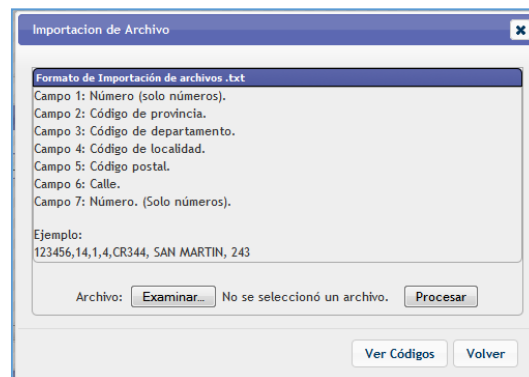 Importacion de Archivo
Formato de Importación de archivos .txt
Campo 1: Número (solo números).
Campo 2: Código de provincia.
Campo 3: Código de departamento.
Campo 4: Código de localidad.
Campo 5: Código postal.
Campo 6: Calle.
Campo 7: Número. (Solo números).
Ejemplo:
123456,14,1,4,CR344, SAN MARTIN, 243
Archivo: Examinar... No se seleccionó un archivo. Procesar
Ver Códigos Volver